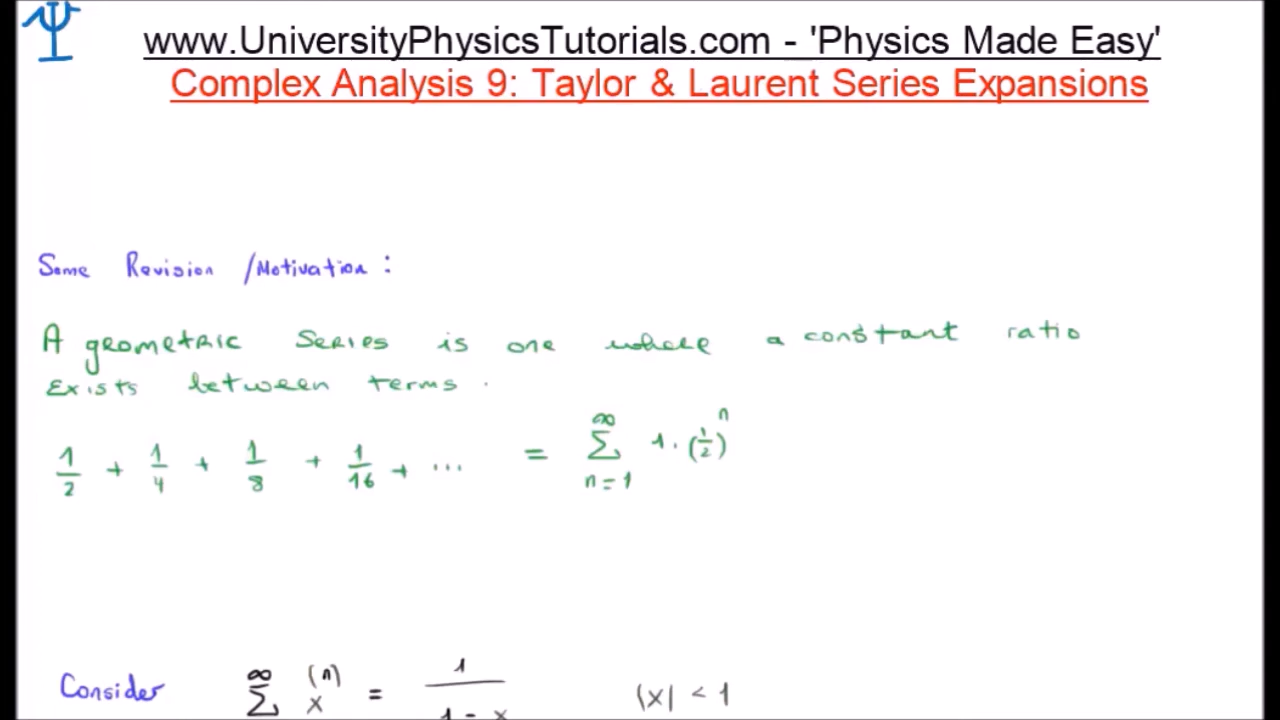 www.UniversityPhysicsTutorials.com - 'Physics Made Easy'
Complex Analysis 9: Taylor & Laurent Series Expansions
Some Revision /Motivation:
A geometric series is one where a constant ratio
exists between terms.
1/2 + 1/4 + 1/8 + 1/16 + ... = ∞ Σ n=1 1·(1/2)^n
Consider ∞ Σ x^(n) = 1/(1-x) |x| < 1